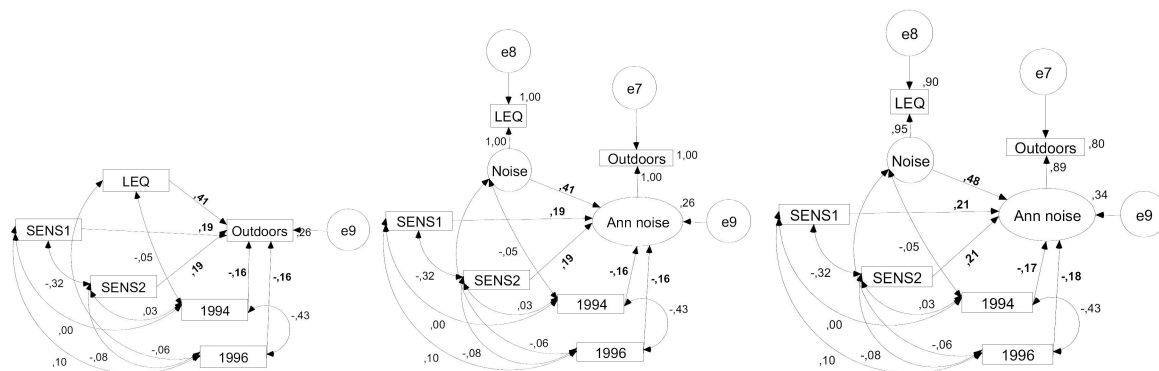 LEQ
,41
SENS1
,19
Outdoors
,26
e9
-,05
,19
-,16
-,16
-,32
SENS2
,03
1994
-,43
,00
-,06
-,08
1996
,10
e8
1,00
LEQ
1,00
e7
Noise
Outdoors
1,00
1,00
,41
,26
SENS1
,19
Ann noise
e9
-,05
,19
-,32
SENS2
-,16
-,16
,03
1994
-,43
,00
-,06
-,08
1996
,10
e8
,90
LEQ
,95
e7
Noise
Outdoors
,80
,89
,48
,34
SENS1
,21
Ann noise
e9
-,05
,21
-,32
SENS2
-,17
-,18
,03
1994
-,43
,00
-,06
-,08
1996
,10